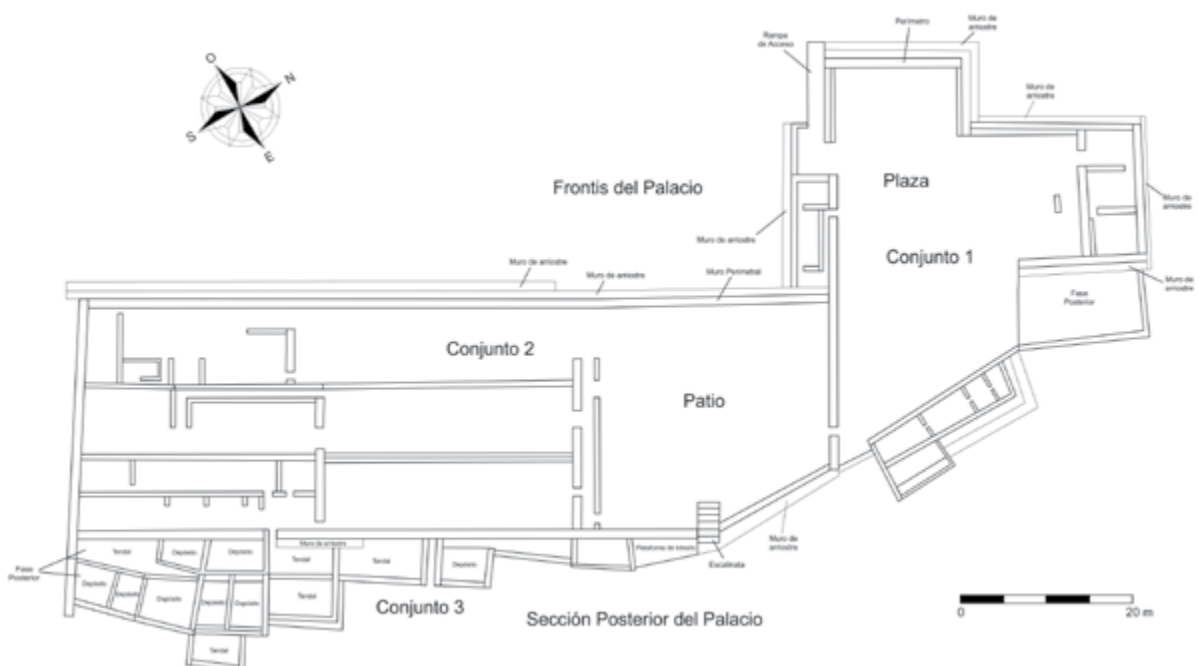 Perímetro
Muro de
arriostre
Rampa
de Acceso
O
N
S
E
Muro de
arriostre
Frontis del Palacio
Plaza
Muro de
arriostre
Muro de arriostre
Conjunto 1
Muro de arriostre
Muro de arriostre
Muro Perimetral
Muro de
arriostre
Fase
Posterior
Conjunto 2
Patio
Muro de arriostre
Muro de
arriostre
Tendal
Depósito
Depósito
Tendal
Tendal
Depósito
Plataforma de tránsito
Escalinata
Fase
Posterior
Depósito
Depósito
Depósito
Depósito
Depósito
Tendal
Conjunto 3
Sección Posterior del Palacio
Tendal
0
20 m